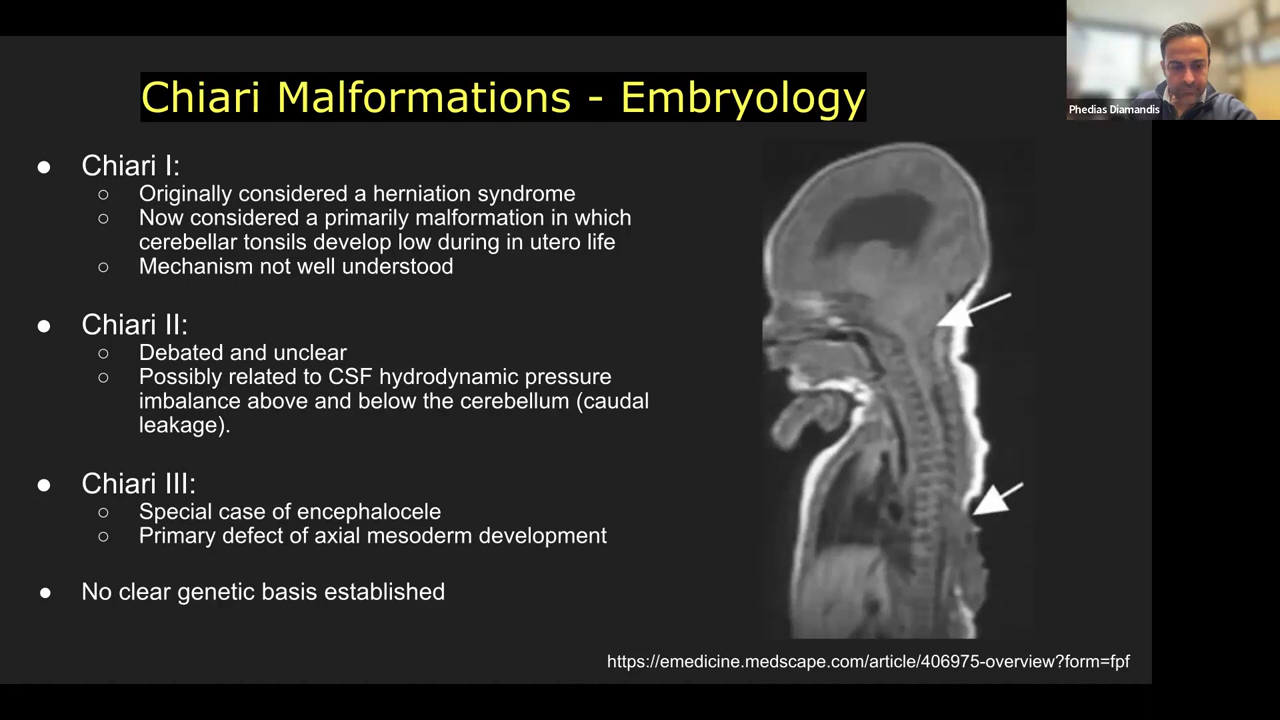 Chiari Malformations - Embryology
Phedias Diamandis
● Chiari I:
○ Originally considered a herniation syndrome
○ Now considered a primarily malformation in which
cerebellar tonsils develop low during in utero life
○ Mechanism not well understood
● Chiari II:
○ Debated and unclear
○ Possibly related to CSF hydrodynamic pressure
imbalance above and below the cerebellum (caudal
leakage).
● Chiari III:
○ Special case of encephalocele
○ Primary defect of axial mesoderm development
● No clear genetic basis established
https://emedicine.medscape.com/article/406975-overview?form=fpf